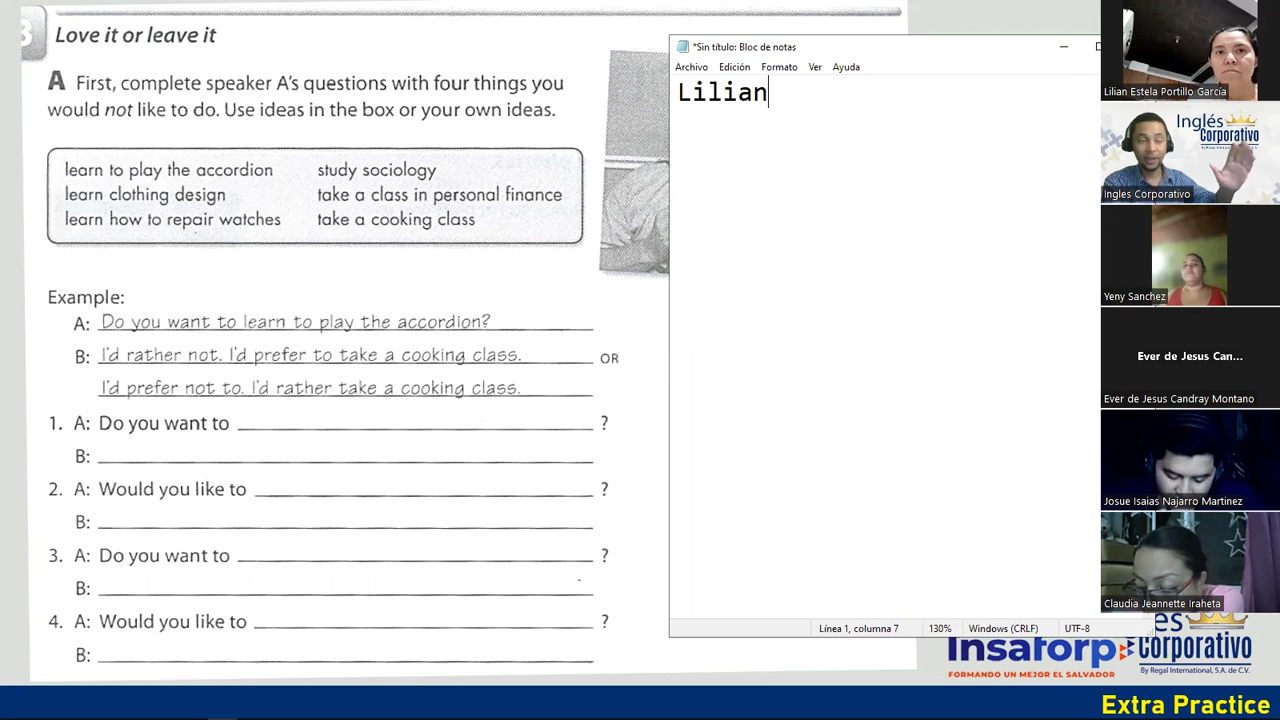 3 Love it or leave it
A First, complete speaker A's questions with four things you
would not like to do. Use ideas in the box or your own ideas.
learn to play the accordion study sociology
learn clothing design take a class in personal finance
learn how to repair watches take a cooking class
Example:
A: Do you want to learn to play the accordion?
B: I'd rather not. I'd prefer to take a cooking class. OR
I'd prefer not to. I'd rather take a cooking class.
1. A: Do you want to ?
B:
2. A: Would you like to ?
B:
3. A: Do you want to ?
B:
4. A: Would you like to ?
B:
*Sin título: Bloc de notas
Archivo Edición Formato Ver Ayuda
Lilian
Línea 1, columna 7 130% Windows (CRLF) UTF-8
Lilian Estela Portillo García
Inglés
Corporativo
By Regal International, S.A. de C.V.
Ingles Corporativo
Yeny Sanchez
Ever de Jesus Can...
Ever de Jesus Candray Montano
Josue Isaias Najarro Martinez
Claudia Jeannette Iraheta
Insaforp
FORMANDO UN MEJOR EL SALVADOR
Corporativo
By Regal International, S.A. de C.V.
Extra Practice